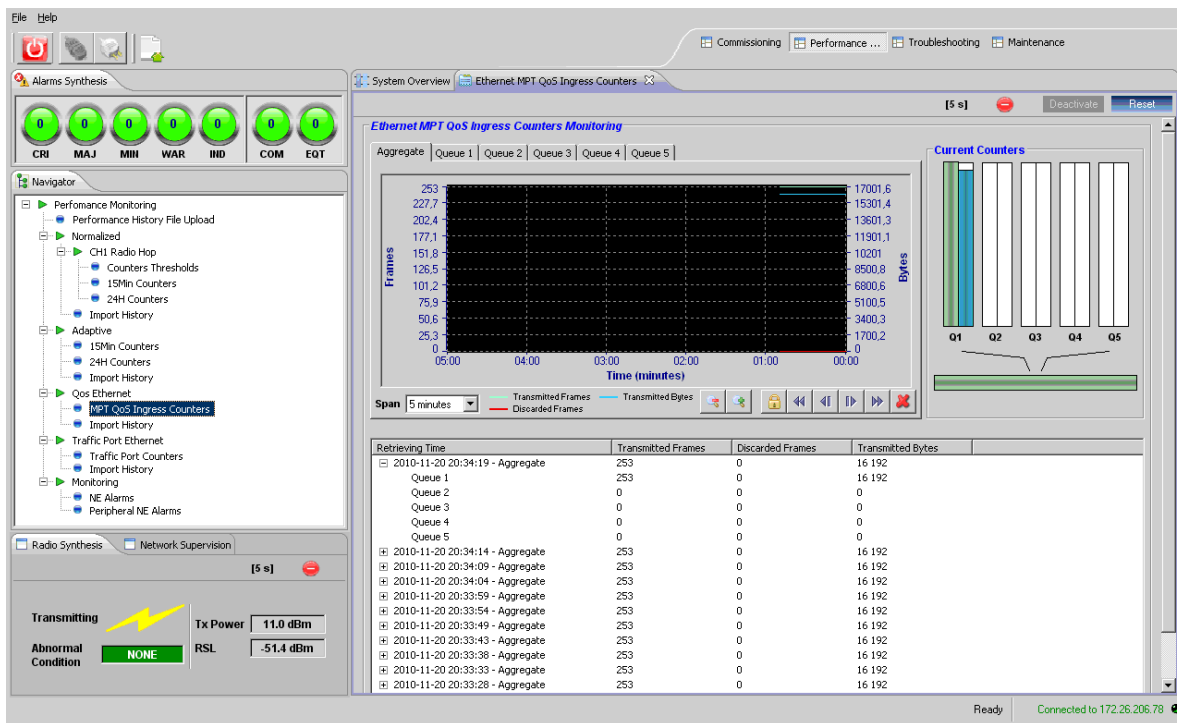 File Help
Commissioning Performance ... Troubleshooting Maintenance
Alarms Synthesis
0 0 0 0 0 0 0
CRI MAJ MIN WAR IND COM EQT
Navigator
Perfomance Monitoring
Performance History File Upload
Normalized
CH1 Radio Hop
Counters Thresholds
15Min Counters
24H Counters
Import History
Adaptive
15Min Counters
24H Counters
Import History
Qos Ethernet
MPT QoS Ingress Counters
Import History
Traffic Port Ethernet
Traffic Port Counters
Import History
Monitoring
NE Alarms
Peripheral NE Alarms
Radio Synthesis Network Supervision
[5 s]
Transmitting
Tx Power 11.0 dBm
Abnormal Condition NONE
RSL -51.4 dBm
System Overview Ethernet MPT QoS Ingress Counters
[5 s] Deactivate Reset
Ethernet MPT QoS Ingress Counters Monitoring
Aggregate Queue 1 Queue 2 Queue 3 Queue 4 Queue 5
Frames
253
227,7
202,4
177,1
151,8
126,5
101,2
75,9
50,6
25,3
0
17001,6
15301,4
13601,3
11901,1
10201
8500,8
6800,6
5100,5
3400,3
1700,2
0
Bytes
05:00 04:00 03:00 02:00 01:00 00:00
Time (minutes)
Span 5 minutes
Transmitted Frames Transmitted Bytes
Discarded Frames
Current Counters
Q1 Q2 Q3 Q4 Q5
Retrieving Time Transmitted Frames Discarded Frames Transmitted Bytes
2010-11-20 20:34:19 - Aggregate 253 0 16 192
Queue 1 253 0 16 192
Queue 2 0 0 0
Queue 3 0 0 0
Queue 4 0 0 0
Queue 5 0 0 0
2010-11-20 20:34:14 - Aggregate 253 0 16 192
2010-11-20 20:34:09 - Aggregate 253 0 16 192
2010-11-20 20:34:04 - Aggregate 253 0 16 192
2010-11-20 20:33:59 - Aggregate 253 0 16 192
2010-11-20 20:33:54 - Aggregate 253 0 16 192
2010-11-20 20:33:49 - Aggregate 253 0 16 192
2010-11-20 20:33:43 - Aggregate 253 0 16 192
2010-11-20 20:33:38 - Aggregate 253 0 16 192
2010-11-20 20:33:33 - Aggregate 253 0 16 192
2010-11-20 20:33:28 - Aggregate 253 0 16 192
Ready Connected to 172.26.206.78